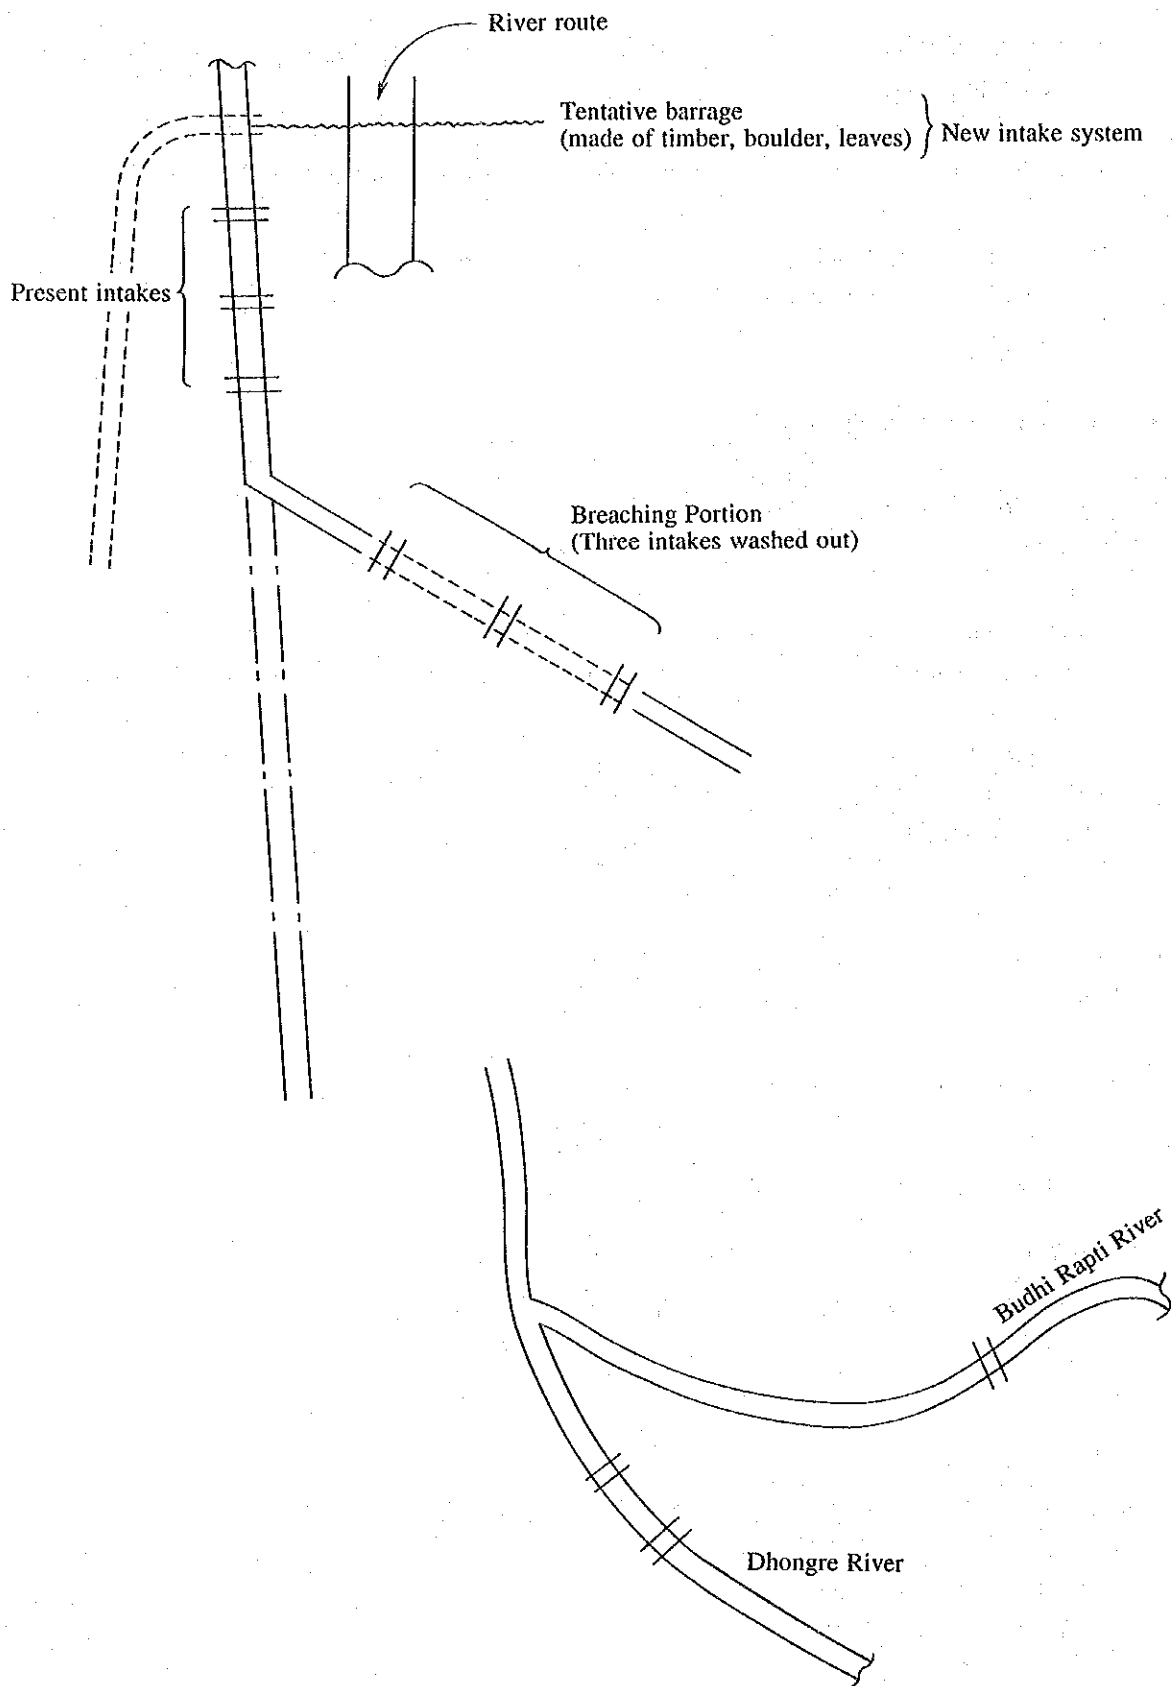 River route
Tentative barrage
(made of timber, boulder, leaves)
New intake system
Present intakes
Breaching Portion
(Three intakes washed out)
Budhi Rapti River
Dhongre River